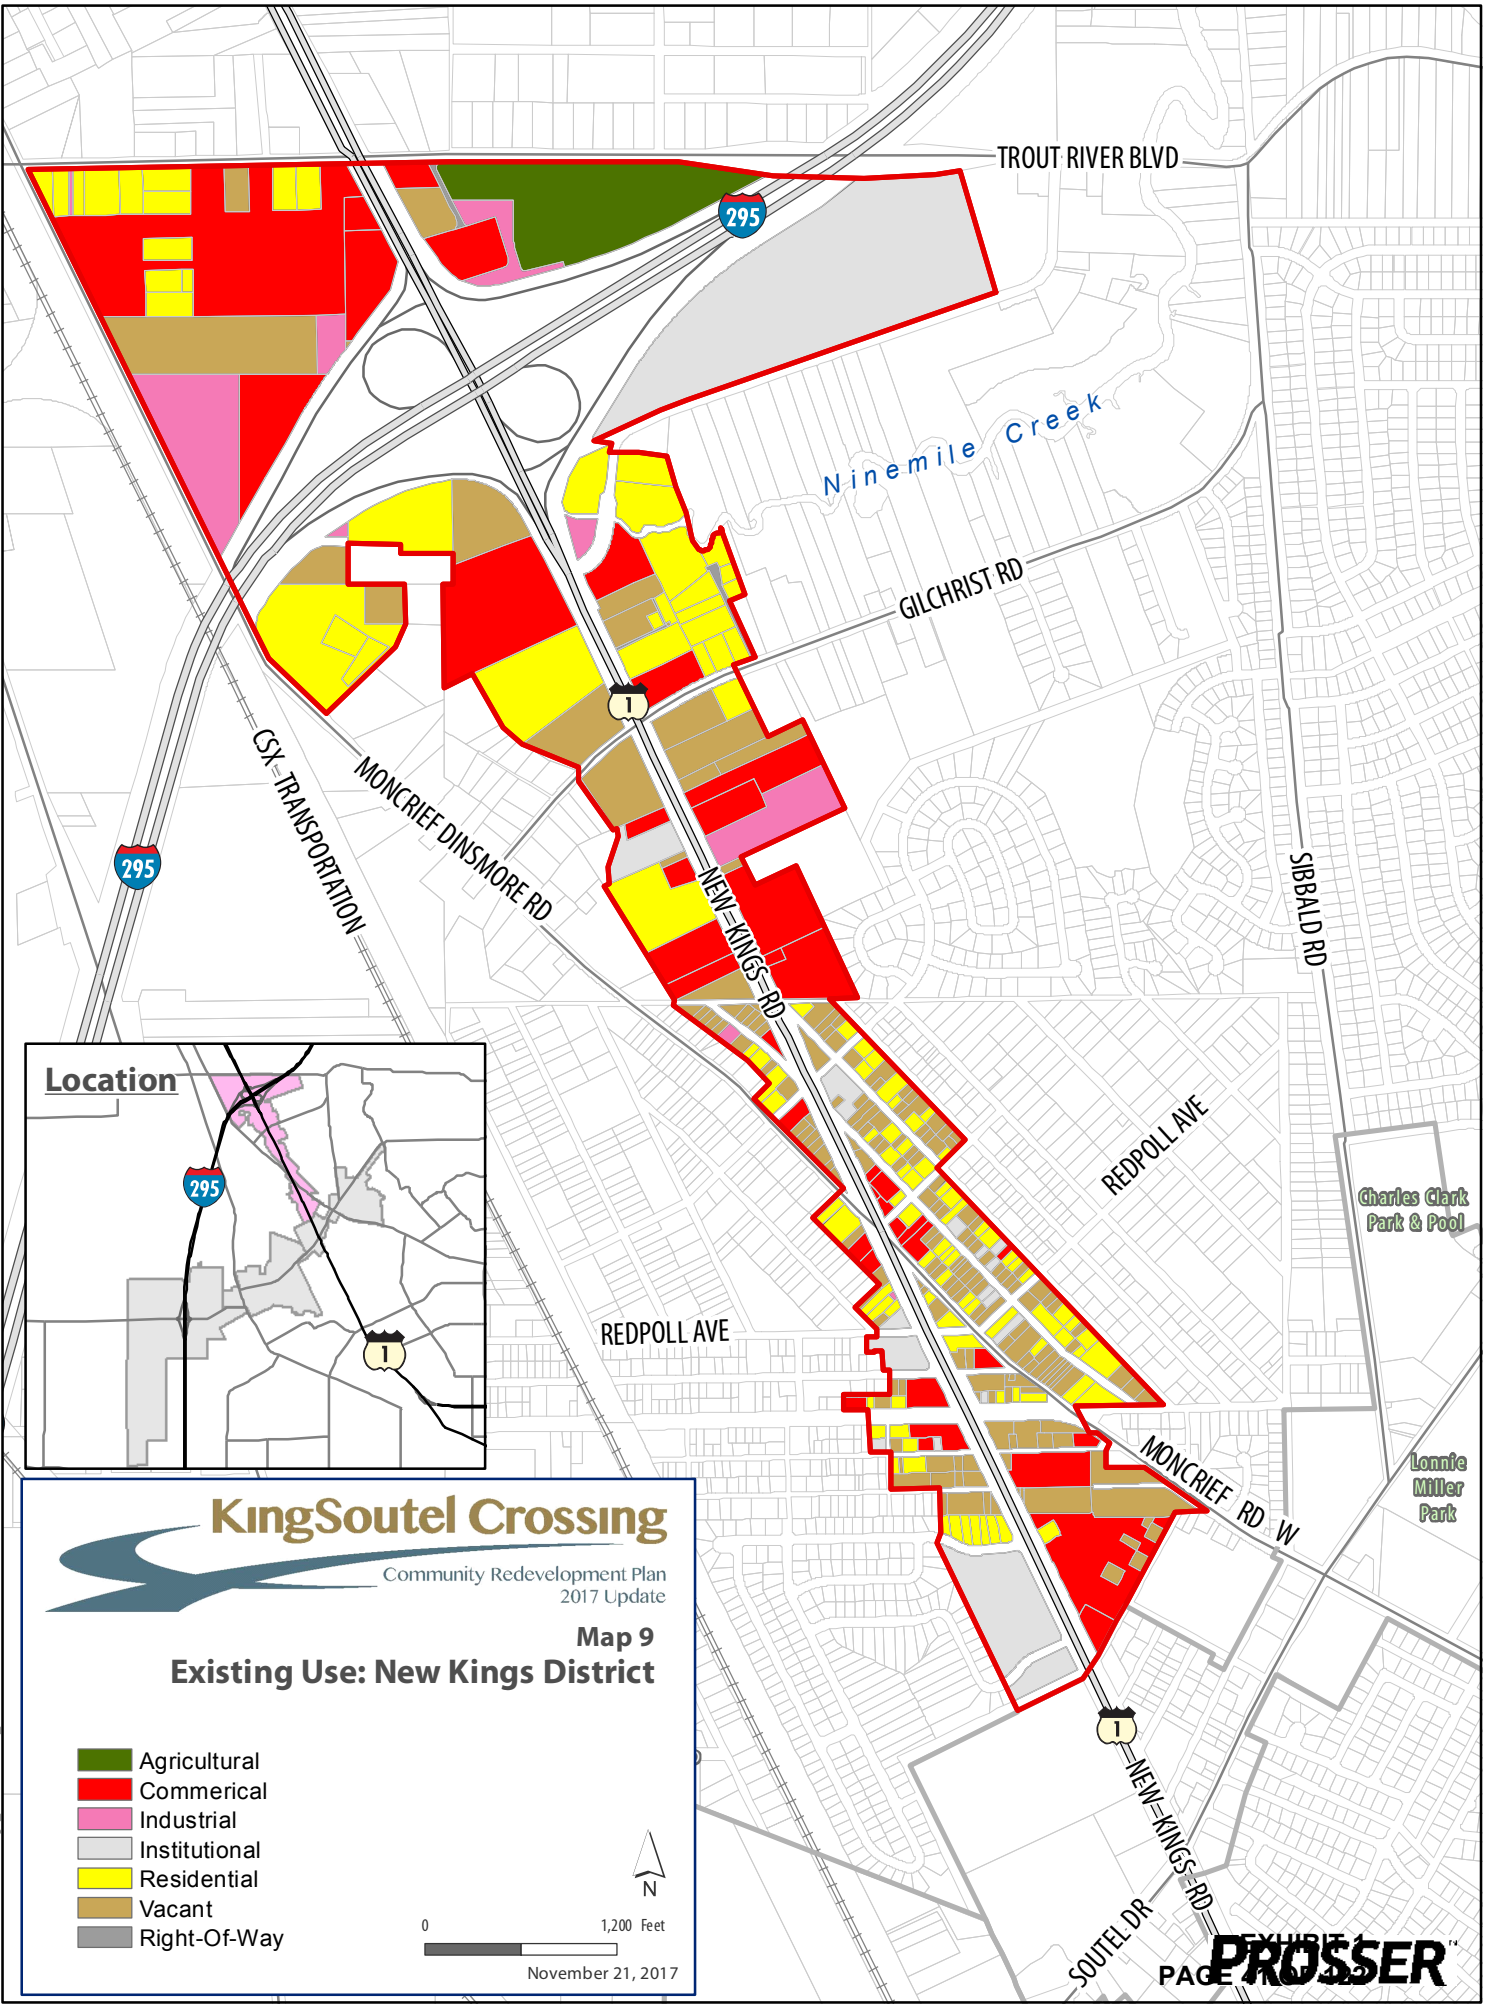 TROUT RIVER BLVD
295
Ninemile Creek
GILCHRIST RD
1
CSX TRANSPORTATION
MONCRIEF DINSMORE RD
295
NEW KINGS RD
SIBBALD RD
REDPOLL AVE
Charles Clark
Park & Pool
REDPOLL AVE
MONCRIEF RD W
Lonnie
Miller
Park
1
NEW KINGS RD
SOUTEL DR
Location
295
1
KingSoutel Crossing
Community Redevelopment Plan
2017 Update
Map 9
Existing Use: New Kings District
Agricultural
Commerical
Industrial
Institutional
Residential
Vacant
Right-Of-Way
N
0 1,200 Feet
November 21, 2017
EXHIBIT 1
PROSSER
PAGE